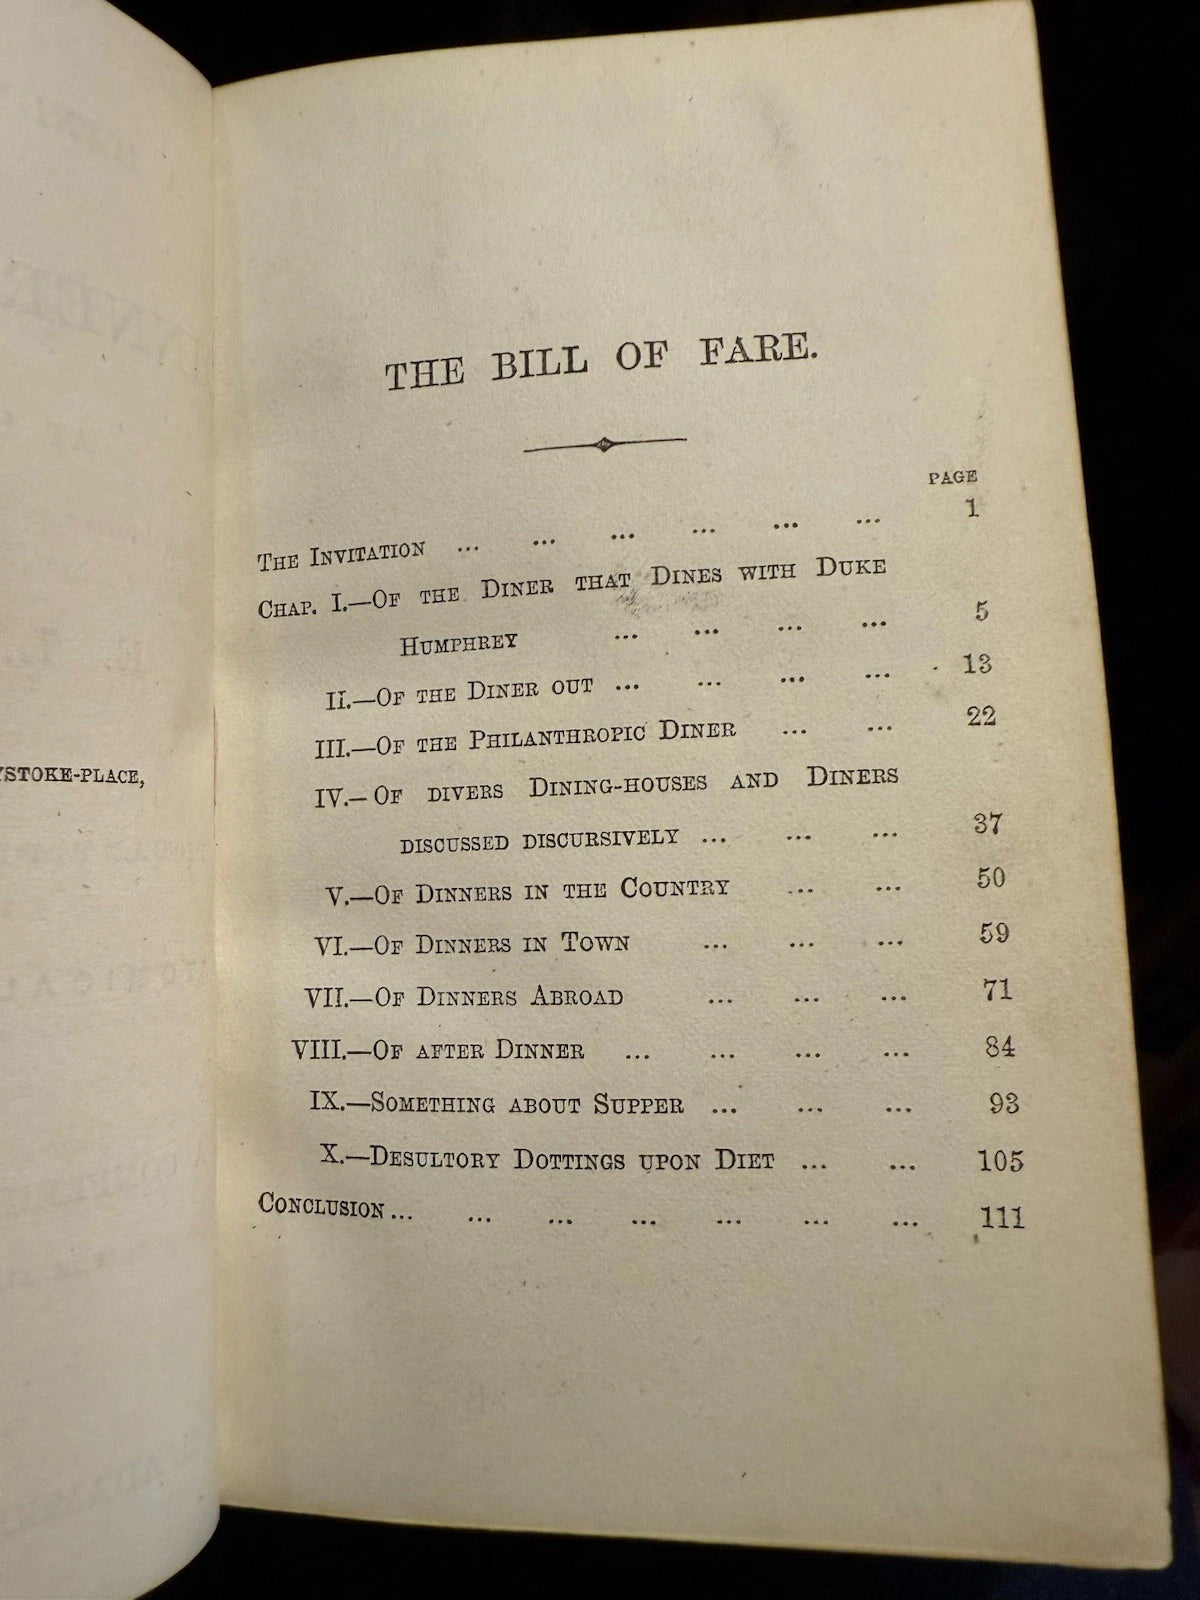 YSTOKE-PLACE,
THE BILL OF FARE.
PAGE
THE INVITATION ... ... ... ... ... ... 1
CHAP. I.—OF THE DINER THAT DINES WITH DUKE
HUMPHREY ... ... ... ... 5
II.—OF THE DINER OUT ... ... ... ... 13
III.—OF THE PHILANTHROPIC DINER ... ... 22
IV.—OF DIVERS DINING-HOUSES AND DINERS
DISCUSSED DISCURSIVELY ... ... ... 37
V.—OF DINNERS IN THE COUNTRY ... ... 50
VI.—OF DINNERS IN TOWN ... ... ... 59
VII.—OF DINNERS ABROAD ... ... ... 71
VIII.—OF AFTER DINNER ... ... ... ... 84
IX.—SOMETHING ABOUT SUPPER ... ... ... 93
X.—DESULTORY DOTTINGS UPON DIET ... ... 105
CONCLUSION ... ... ... ... ... ... ... 111